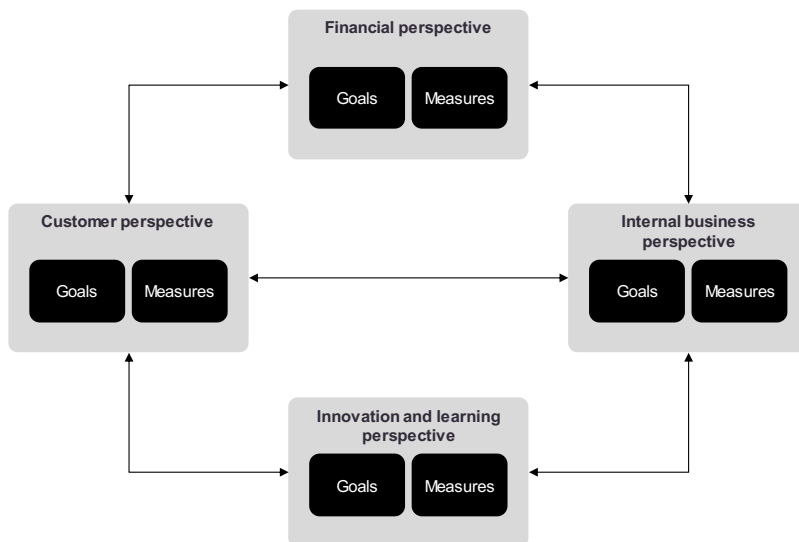 Financial perspective
Goals
Measures
Customer perspective
Goals
Measures
Internal business
perspective
Goals
Measures
Innovation and learning
perspective
Goals
Measures